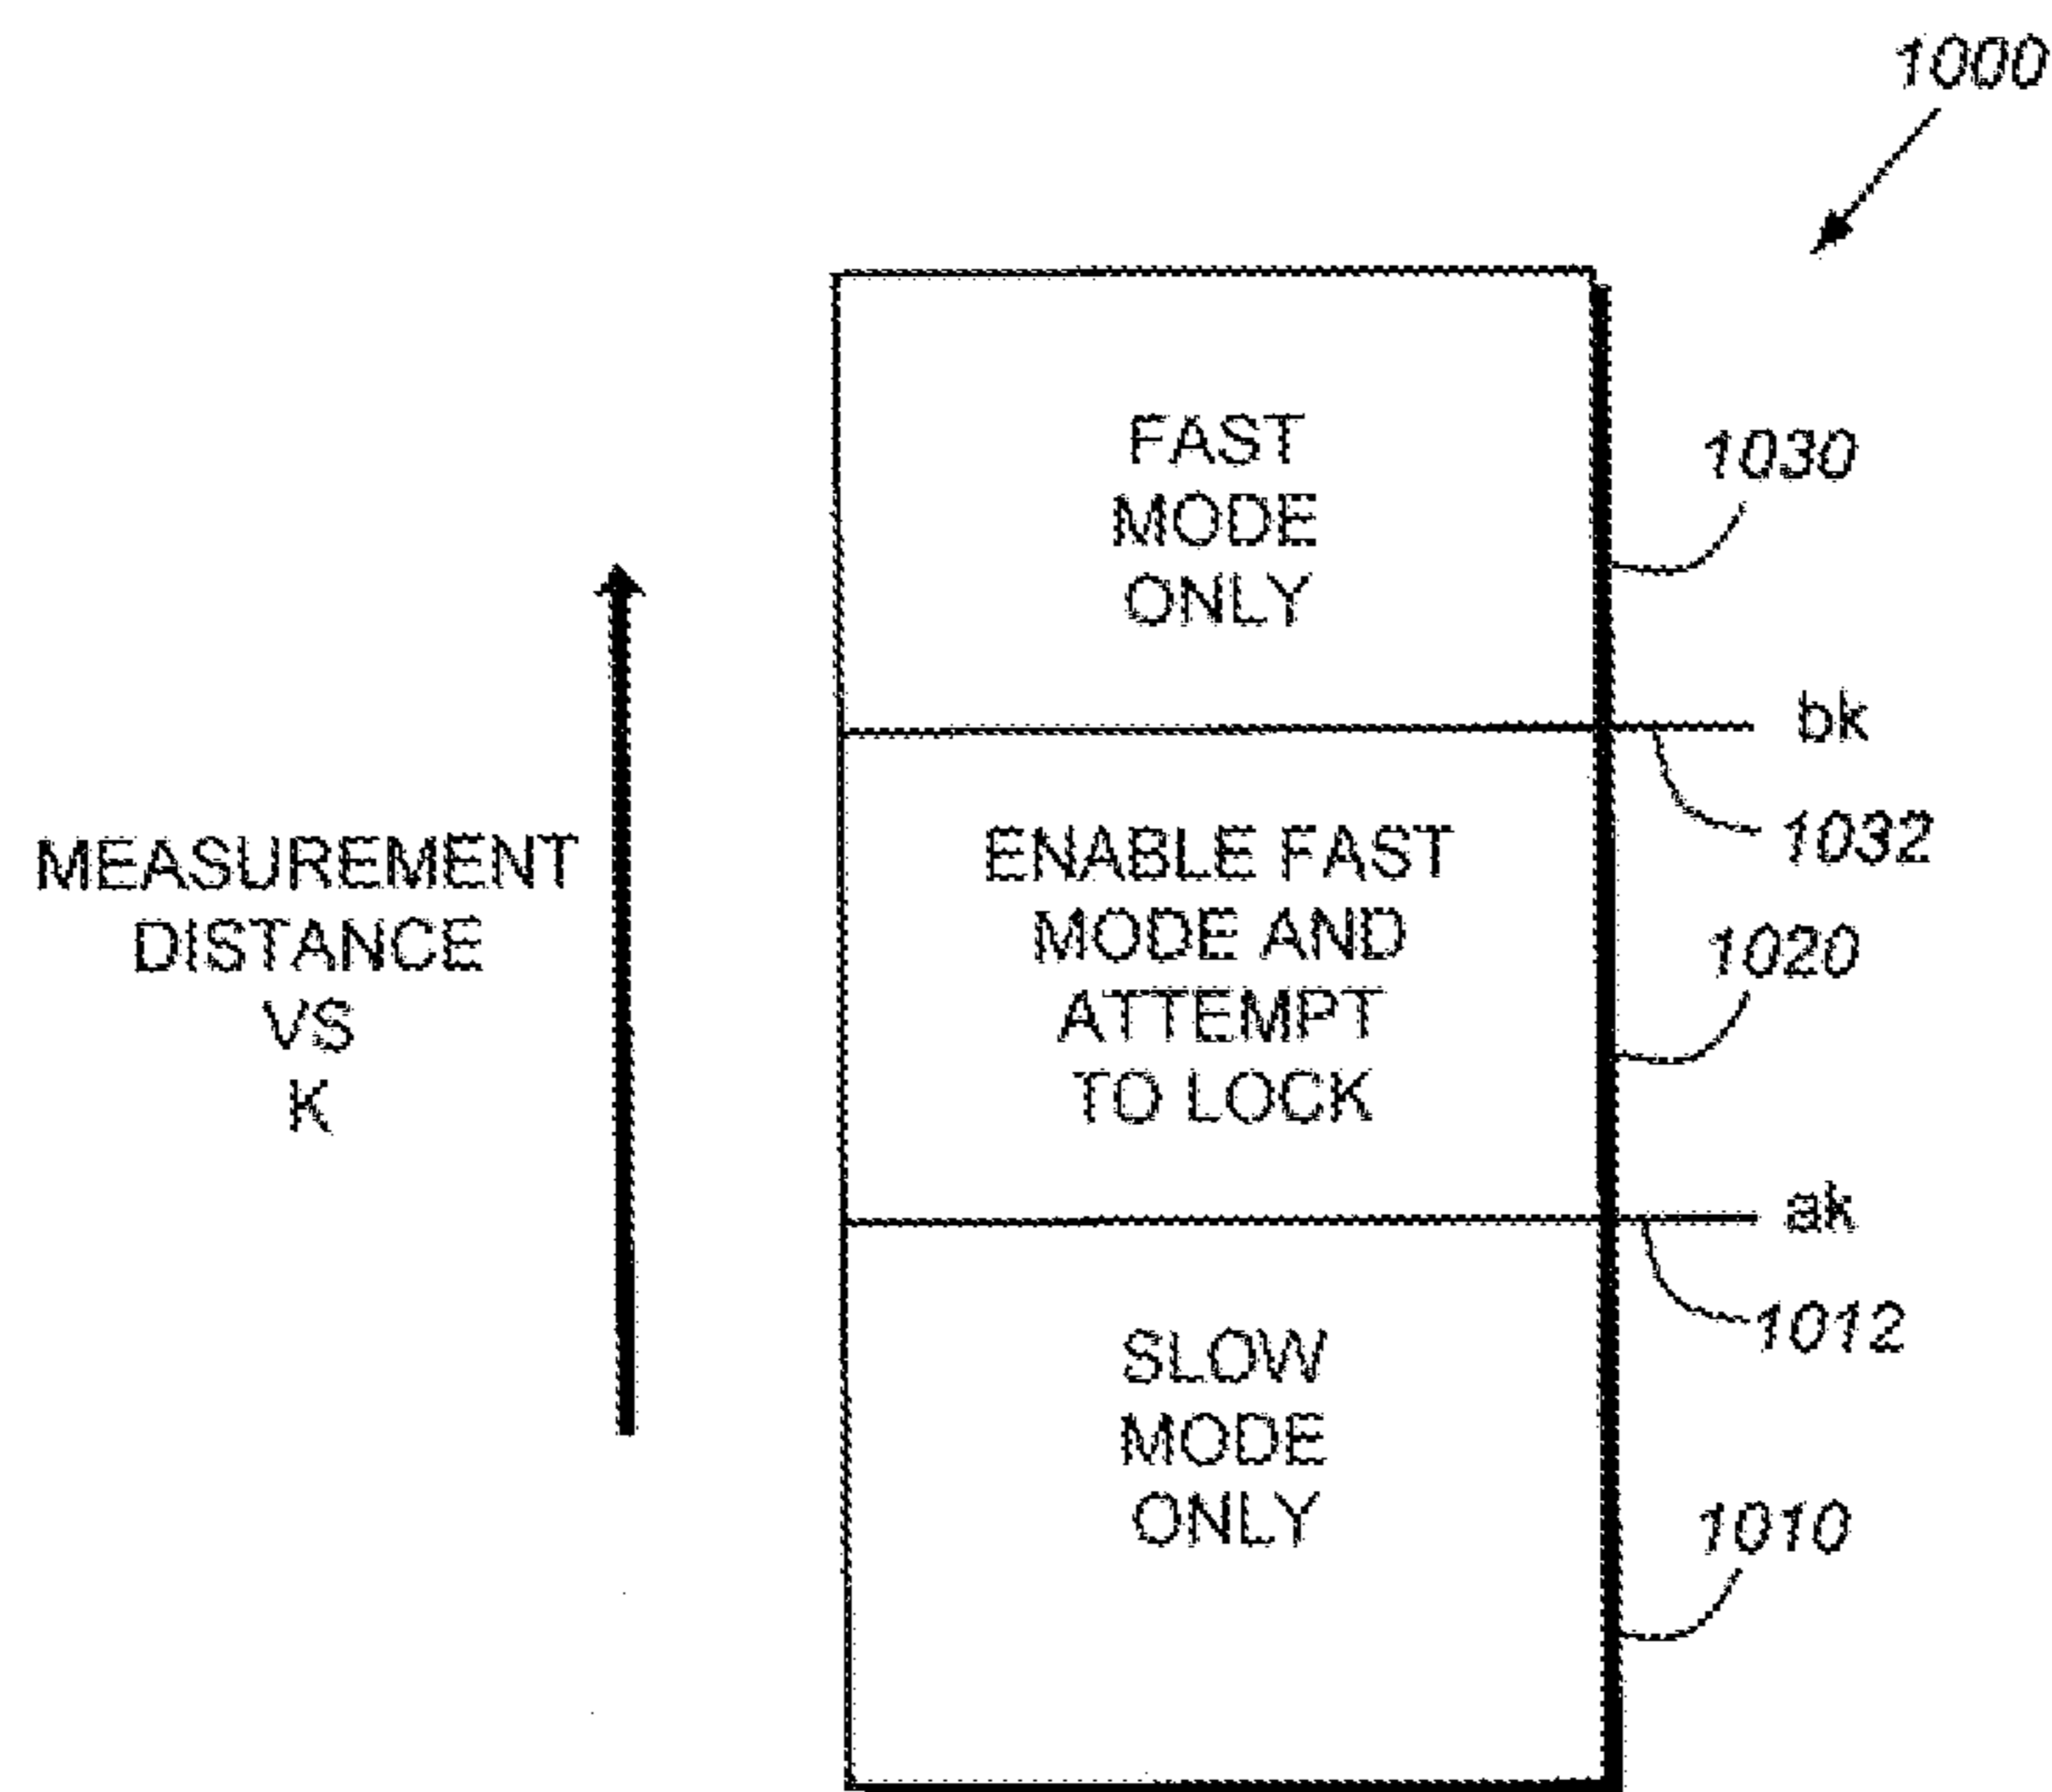 1000
FAST
MODE
ONLY
1030
bk
1032
MEASUREMENT
DISTANCE
VS
K
ENABLE FAST
MODE AND
ATTEMPT
TO LOCK
1020
ak
1012
SLOW
MODE
ONLY
1010